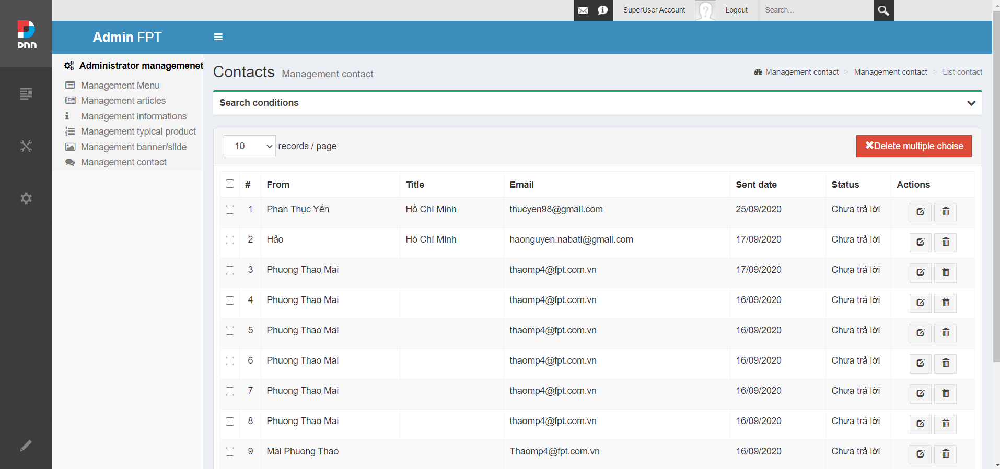 SuperUser Account
Logout
Search...
Dnn
Admin FPT
Administrator managemenet
Management Menu
Management articles
Management informations
Management typical product
Management banner/slide
Management contact
Contacts Management contact
Management contact > Management contact > List contact
Search conditions
10 records / page
Delete multiple choise
# From Title Email Sent date Status Actions
1 Phan Thục Yến Hồ Chí Minh thucyen98@gmail.com 25/09/2020 Chưa trả lời
2 Hảo Hò Chí Minh haonguyen.nabati@gmail.com 17/09/2020 Chưa trả lời
3 Phuong Thao Mai thaomp4@fpt.com.vn 17/09/2020 Chưa trả lời
4 Phuong Thao Mai thaomp4@fpt.com.vn 16/09/2020 Chưa trả lời
5 Phuong Thao Mai thaomp4@fpt.com.vn 16/09/2020 Chưa trả lời
6 Phuong Thao Mai thaomp4@fpt.com.vn 16/09/2020 Chưa trả lời
7 Phuong Thao Mai thaomp4@fpt.com.vn 16/09/2020 Chưa trả lời
8 Phuong Thao Mai thaomp4@fpt.com.vn 16/09/2020 Chưa trả lời
9 Mai Phuong Thao Thaomp4@fpt.com.vn 16/09/2020 Chưa trả lời